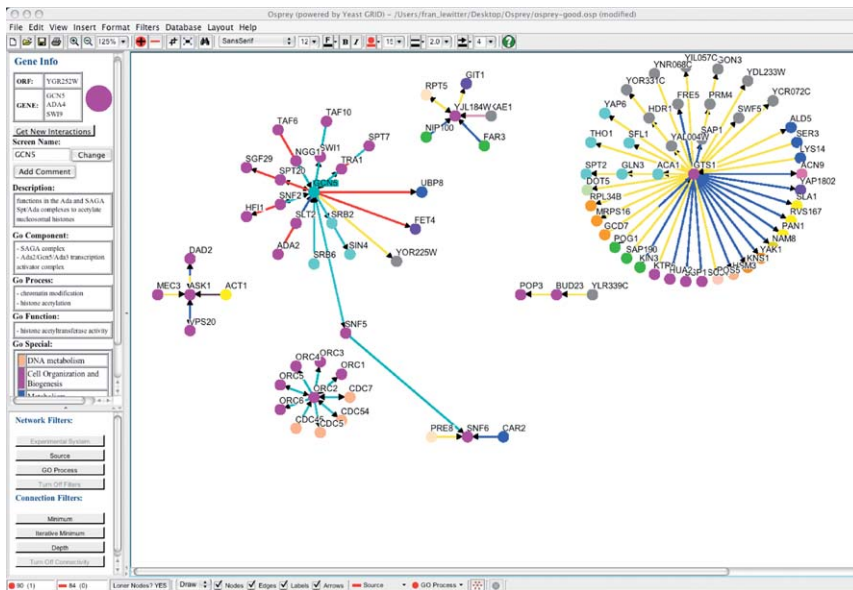 Osprey (powered by Yeast GRID) - /Users/fran_lewitter/Desktop/Osprey/osprey-good.osp (modified)
File Edit View Insert Format Filters Database Layout Help
125% SansSerif 12 F B I 2.0 4 ?
Gene Info
ORF: YGR252W
GENE: GCN5
ADA4
SWI9
Get New Interactions
Screen Name:
GCN5 Change
Add Comment
Description:
functions in the Ada and SAGA
Spt/Ada complexes to acetylate
nucleosomal histones
Go Component:
- SAGA complex
- Ada2/Gcn5/Ada3 transcription
activator complex
Go Process:
- chromatin modification
- histone acetylation
Go Function:
- histone acetyltransferase activity
Go Special:
DNA metabolism
Cell Organization and
Biogenesis
Metabolism
Network Filters:
Experimental System
Source
GO Process
Turn Off Filters
Connection Filters:
Minimum
Iterative Minimum
Depth
Turn Off Connectivity
TAF6
TAF10
SPT7
NGG1
SWI1
TRA1
SGF29
SPT20
SNF2
HFI1
SLT2
SRB2
ADA2
SRB6
SIN4
UBP8
FET4
YOR225W
GIT1
RPT5
YJL184W
NIP100
FAR3
DAD2
MEC3
ASK1
ACT1
VPS20
SNF5
ORC4
ORC3
ORC1
ORC5
ORC2
CDC7
ORC6
CDC54
CDC45
CDC5
PRE8
SNF6
CAR2
POP3
BUD23
YLR339C
YIL057C
YNR068C
YDL233W
YOR331C
FRE5
PRM4
YCR072C
YAP6
HDR1
SWF5
ALD5
THO1
SFL1
YAL004W
SAP1
SER3
LYS14
SPT2
GLN3
ACA1
GTS1
ACN9
DOT5
YAP1802
RPL34B
SLA1
MRPS16
RVS167
GCD7
PAN1
POG1
NAM8
SAP190
YAK1
KIN3
KNS1
HUA2
POS5
90 (1) 84 (0) Loner Nodes? YES Draw Nodes Edges Labels Arrows Source GO Process